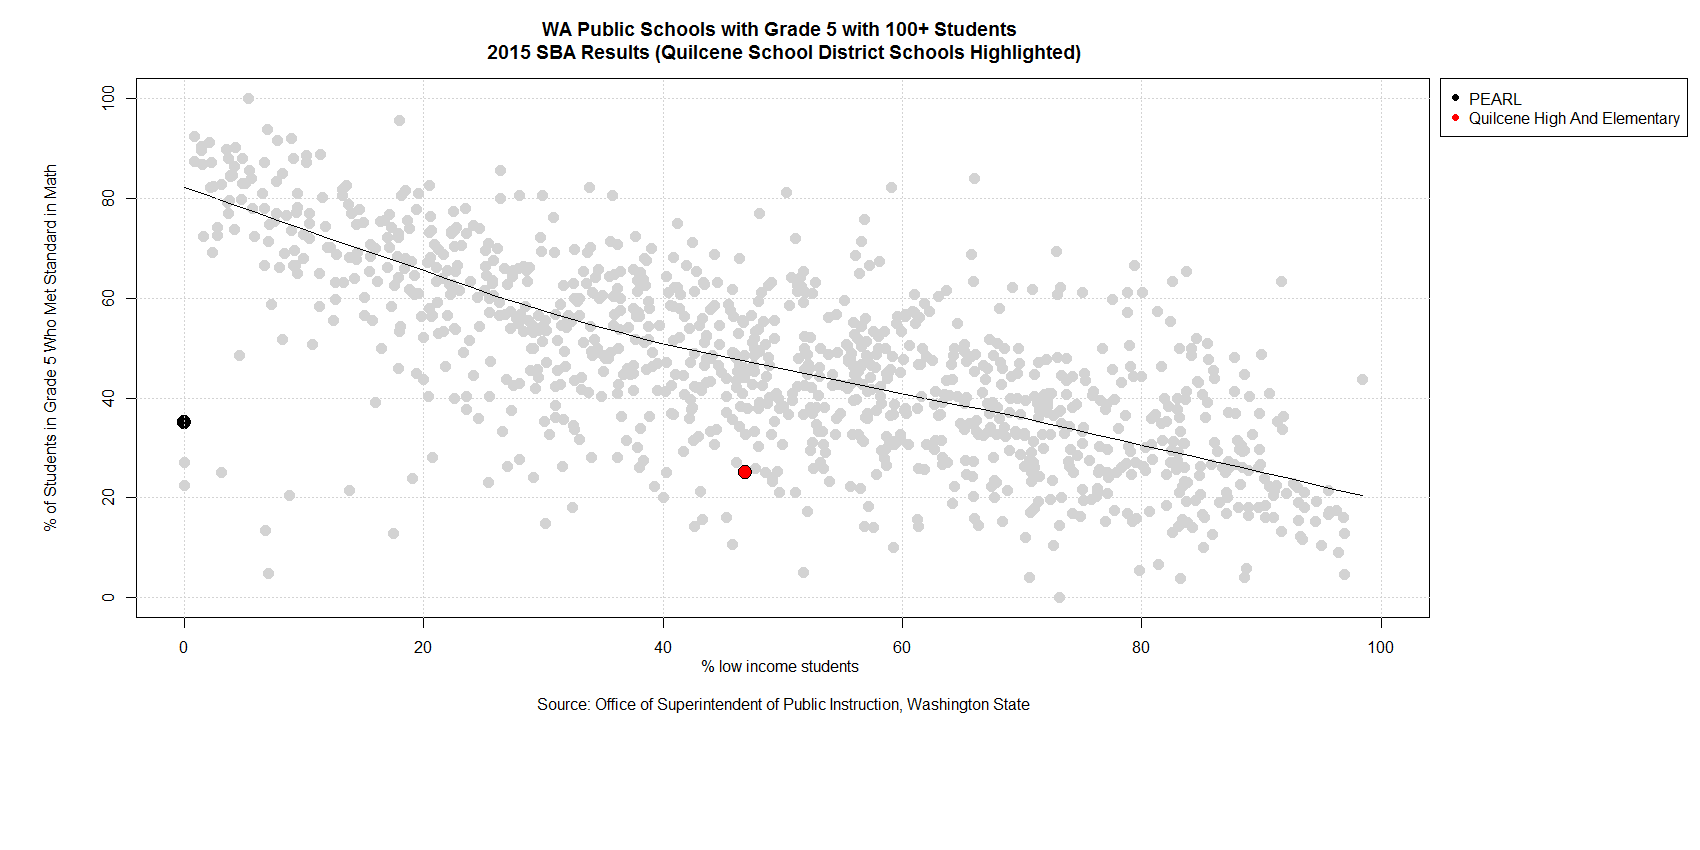 WA Public Schools with Grade 5 with 100+ Students
2015 SBA Results (Quilcene School District Schools Highlighted)
PEARL
Quilcene High And Elementary
% of Students in Grade 5 Who Met Standard in Math
100
80
60
40
20
0
0 20 40 60 80 100
% low income students
Source: Office of Superintendent of Public Instruction, Washington State